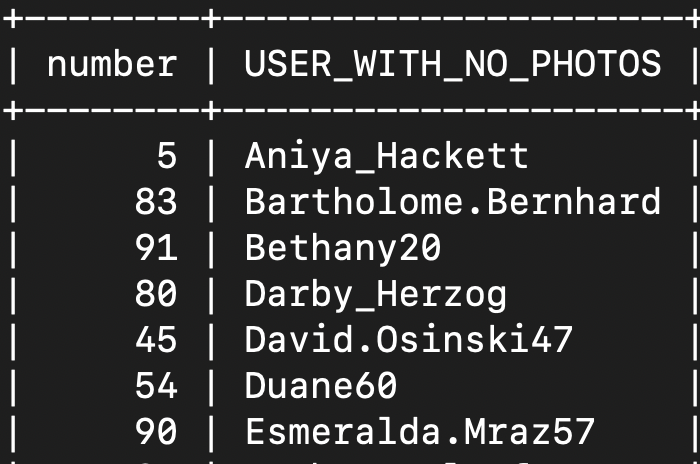 +--------+----------------------+
| number | USER_WITH_NO_PHOTOS |
+--------+----------------------+
| 5 | Aniya_Hackett |
| 83 | Bartholome.Bernhard |
| 91 | Bethany20 |
| 80 | Darby_Herzog |
| 45 | David.Osinski47 |
| 54 | Duane60 |
| 90 | Esmeralda.Mraz57 |